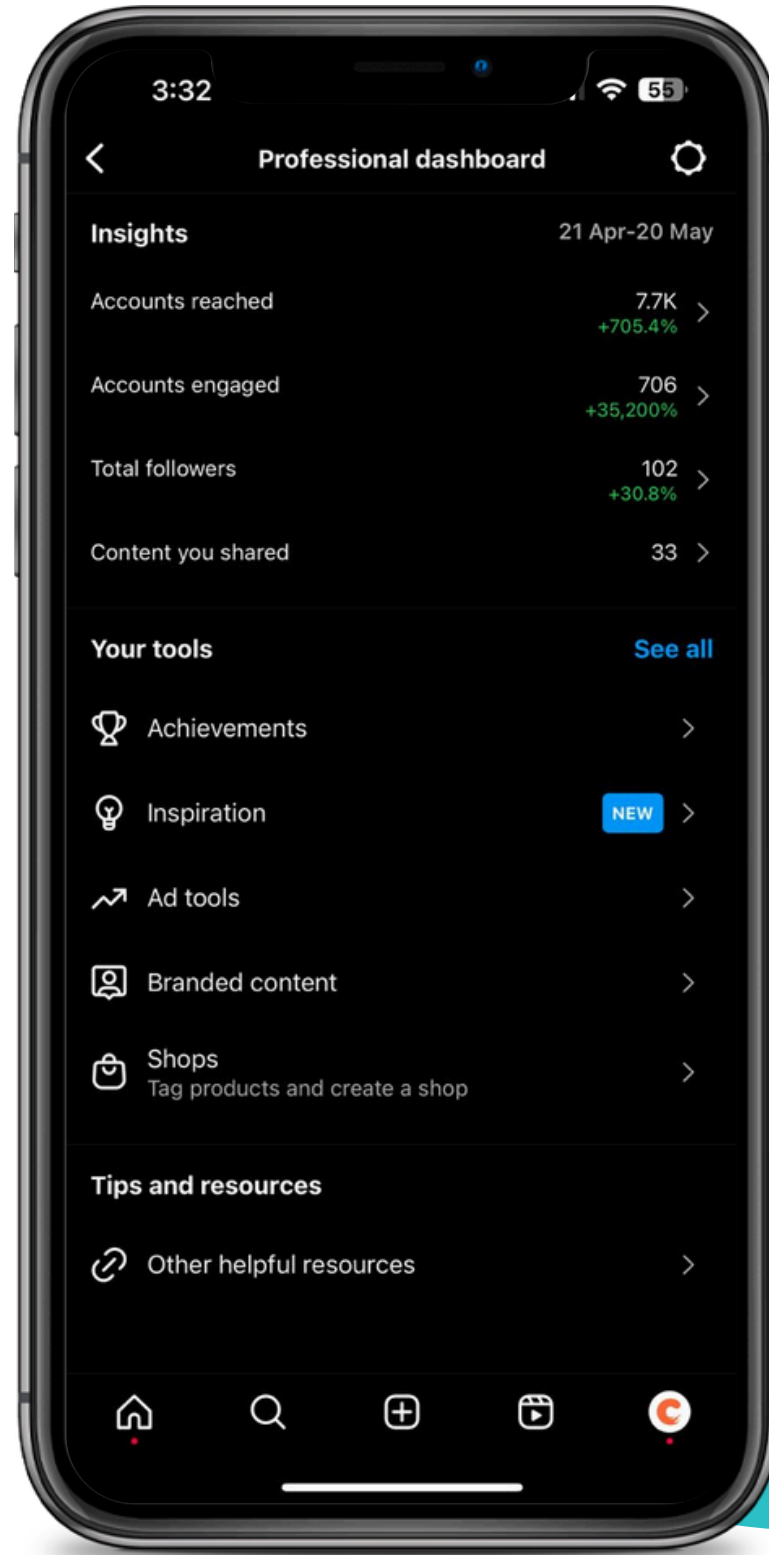 3:32
55
Professional dashboard
Insights
21 Apr-20 May
Accounts reached
7.7K
+705.4%
Accounts engaged
706
+35,200%
Total followers
102
+30.8%
Content you shared
33
Your tools
See all
Achievements
Inspiration
NEW
Ad tools
Branded content
Shops
Tag products and create a shop
Tips and resources
Other helpful resources
C